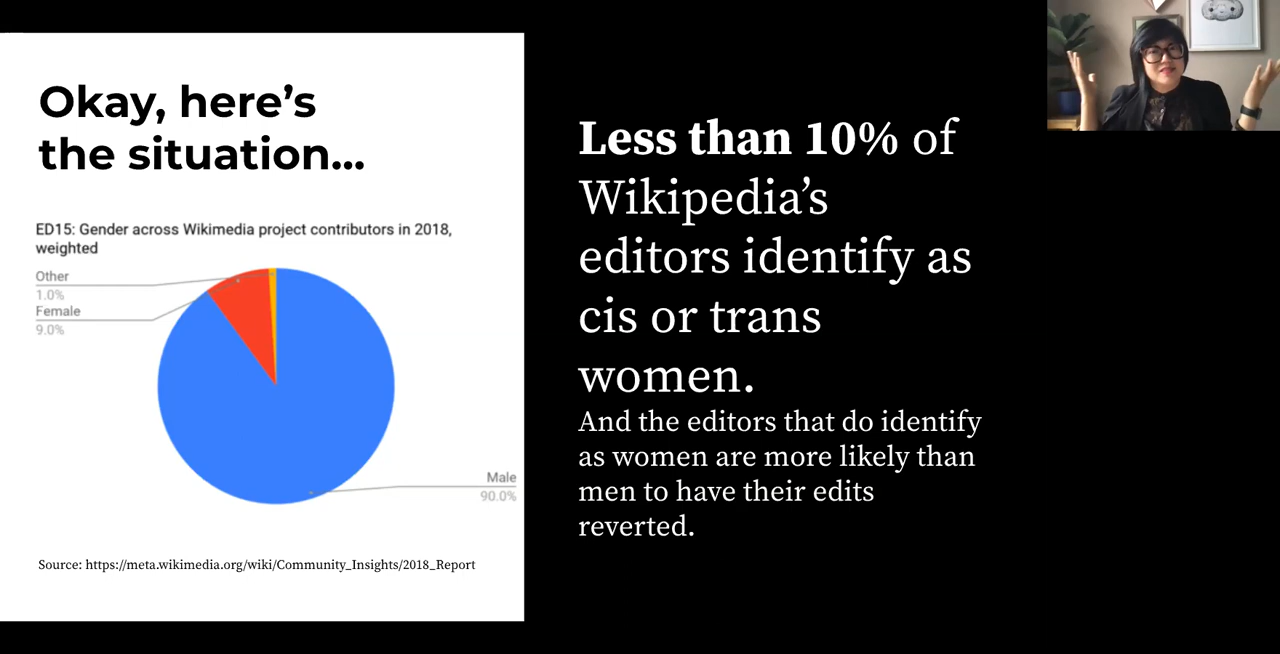 Okay, here’s
the situation...
ED15: Gender across Wikimedia project contributors in 2018,
weighted
Other
1.0%
Female
9.0%
Male
90.0%
Source: https://meta.wikimedia.org/wiki/Community_Insights/2018_Report
Less than 10% of
Wikipedia’s
editors identify as
cis or trans
women.
And the editors that do identify
as women are more likely than
men to have their edits
reverted.